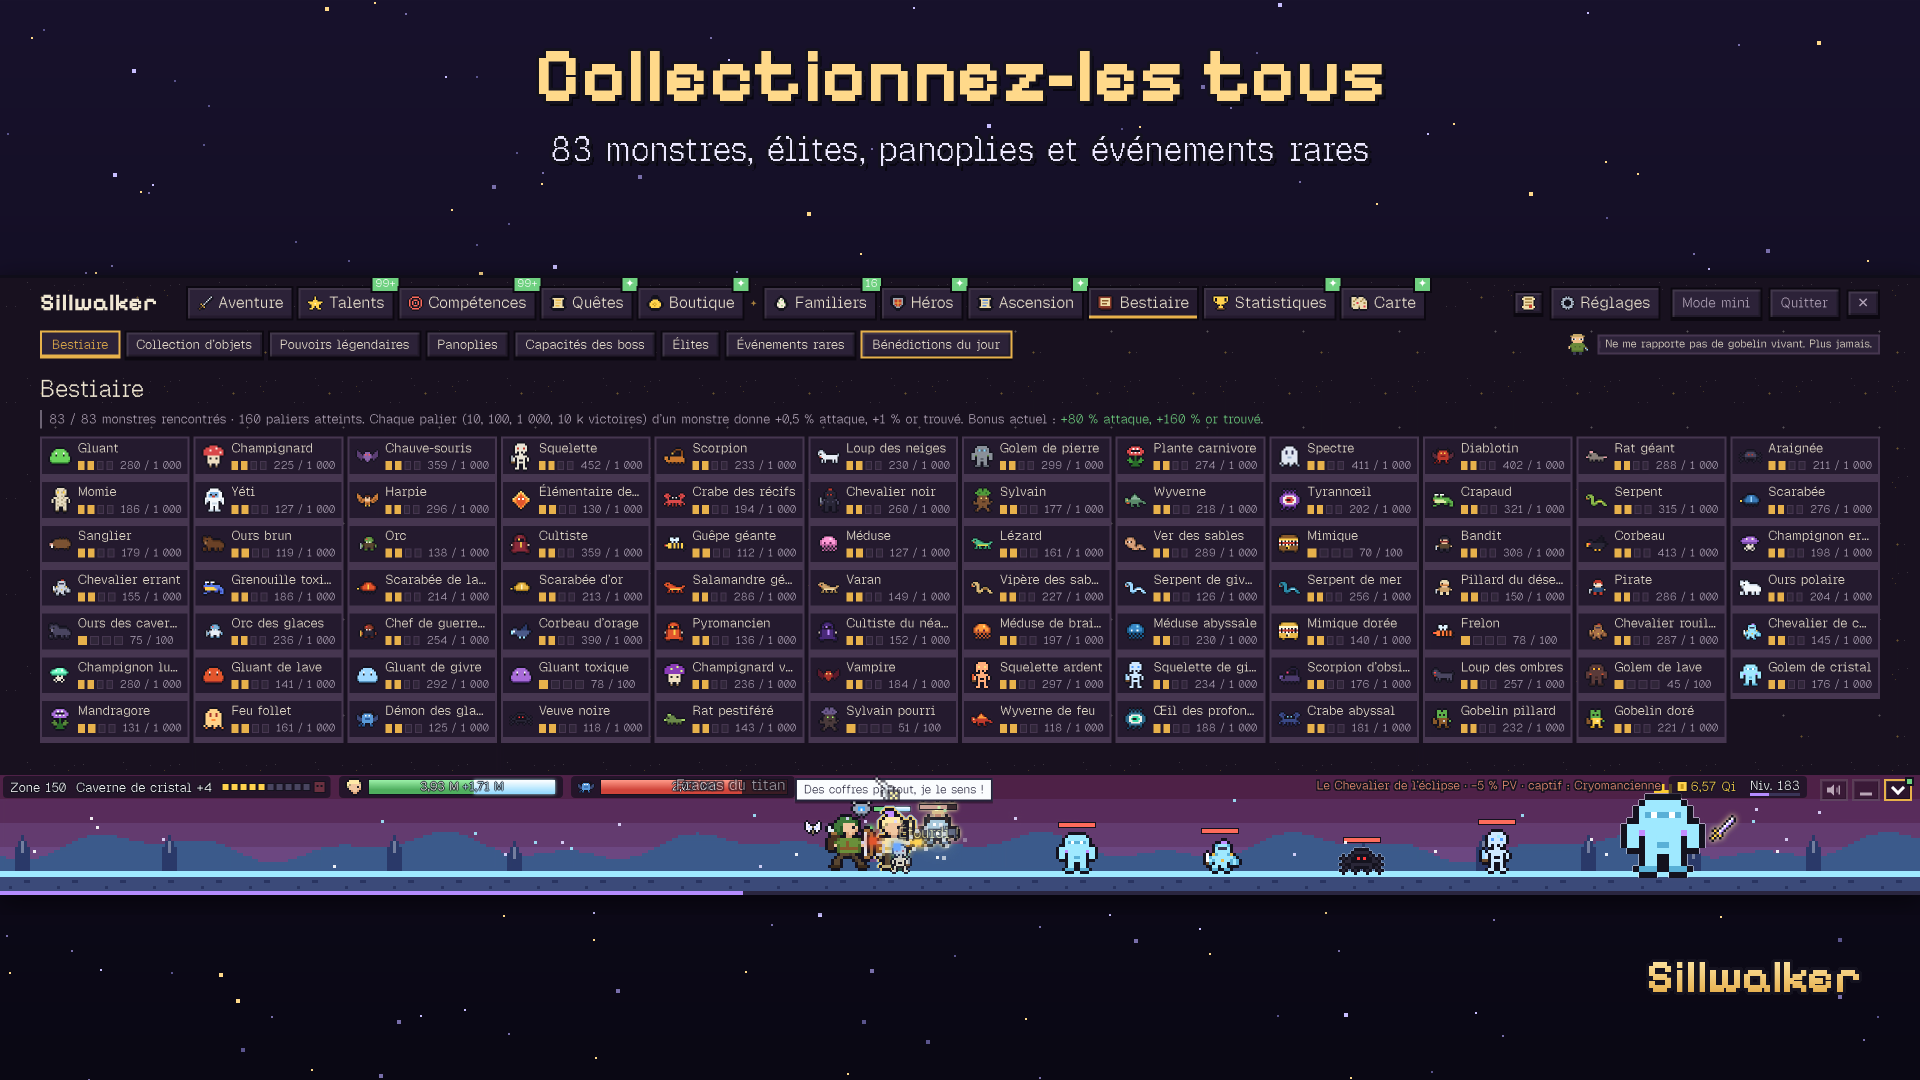 Collectionnez-les tous
83 monstres, élites, panoplies et événements rares
Sillwalker
Aventure
99+
Talents
99+
Compétences
Quêtes
Boutique
16
Familiers
Héros
Ascension
Bestiaire
Statistiques
Carte
Réglages
Mode mini
Quitter
Bestiaire
Collection d'objets
Pouvoirs légendaires
Panoplies
Capacités des boss
Élites
Événements rares
Bénédictions du jour
Ne me rapporte pas de gobelin vivant. Plus jamais.
Bestiaire
83 / 83 monstres rencontrés · 160 paliers atteints. Chaque palier (10, 100, 1 000, 10 k victoires) d'un monstre donne +0,5 % attaque, +1 % or trouvé. Bonus actuel : +80 % attaque, +160 % or trouvé.
Gluant 280 / 1 000
Champignard 225 / 1 000
Chauve-souris 359 / 1 000
Squelette 452 / 1 000
Scorpion 233 / 1 000
Loup des neiges 230 / 1 000
Golem de pierre 299 / 1 000
Plante carnivore 274 / 1 000
Spectre 411 / 1 000
Diablotin 402 / 1 000
Rat géant 288 / 1 000
Araignée 211 / 1 000
Momie 186 / 1 000
Yéti 127 / 1 000
Harpie 296 / 1 000
Élémentaire de... 130 / 1 000
Crabe des récifs 194 / 1 000
Chevalier noir 260 / 1 000
Sylvain 177 / 1 000
Wyverne 218 / 1 000
Tyrannœil 202 / 1 000
Crapaud 321 / 1 000
Serpent 315 / 1 000
Scarabée 276 / 1 000
Sanglier 179 / 1 000
Ours brun 119 / 1 000
Orc 138 / 1 000
Cultiste 359 / 1 000
Guêpe géante 112 / 1 000
Méduse 127 / 1 000
Lézard 161 / 1 000
Ver des sables 289 / 1 000
Mimique 70 / 100
Bandit 308 / 1 000
Corbeau 413 / 1 000
Champignon er... 198 / 1 000
Chevalier errant 155 / 1 000
Grenouille toxi... 186 / 1 000
Scarabée de la... 214 / 1 000
Scarabée d'or 213 / 1 000
Salamandre gé... 286 / 1 000
Varan 149 / 1 000
Vipère des sab... 227 / 1 000
Serpent de giv... 126 / 1 000
Serpent de mer 256 / 1 000
Pillard du dése... 150 / 1 000
Pirate 286 / 1 000
Ours polaire 204 / 1 000
Ours des caver... 75 / 100
Orc des glaces 236 / 1 000
Chef de guerre... 254 / 1 000
Corbeau d'orage 390 / 1 000
Pyromancien 136 / 1 000
Cultiste du néa... 152 / 1 000
Méduse de brai... 197 / 1 000
Méduse abyssale 230 / 1 000
Mimique dorée 140 / 1 000
Frelon 78 / 100
Chevalier rouil... 287 / 1 000
Chevalier de c... 145 / 1 000
Champignon lu... 280 / 1 000
Gluant de lave 141 / 1 000
Gluant de givre 292 / 1 000
Gluant toxique 78 / 100
Champignard v... 236 / 1 000
Vampire 184 / 1 000
Squelette ardent 297 / 1 000
Squelette de gi... 234 / 1 000
Scorpion d'obsi... 176 / 1 000
Loup des ombres 257 / 1 000
Golem de lave 45 / 100
Golem de cristal 176 / 1 000
Mandragore 131 / 1 000
Feu follet 161 / 1 000
Démon des gla... 125 / 1 000
Veuve noire 118 / 1 000
Rat pestiféré 143 / 1 000
Sylvain pourri 51 / 100
Wyverne de feu 118 / 1 000
Œil des profon... 188 / 1 000
Crabe abyssal 181 / 1 000
Gobelin pillard 232 / 1 000
Gobelin doré 221 / 1 000
Zone 150 Caverne de cristal +4
3,93 M +1,71 M
Fracas du titan
Des coffres partout, je le sens !
Le Chevalier de l'éclipse · -5 % PV · captif : Cryomancienne
6,57 Qi
Niv. 183
Sillwalker